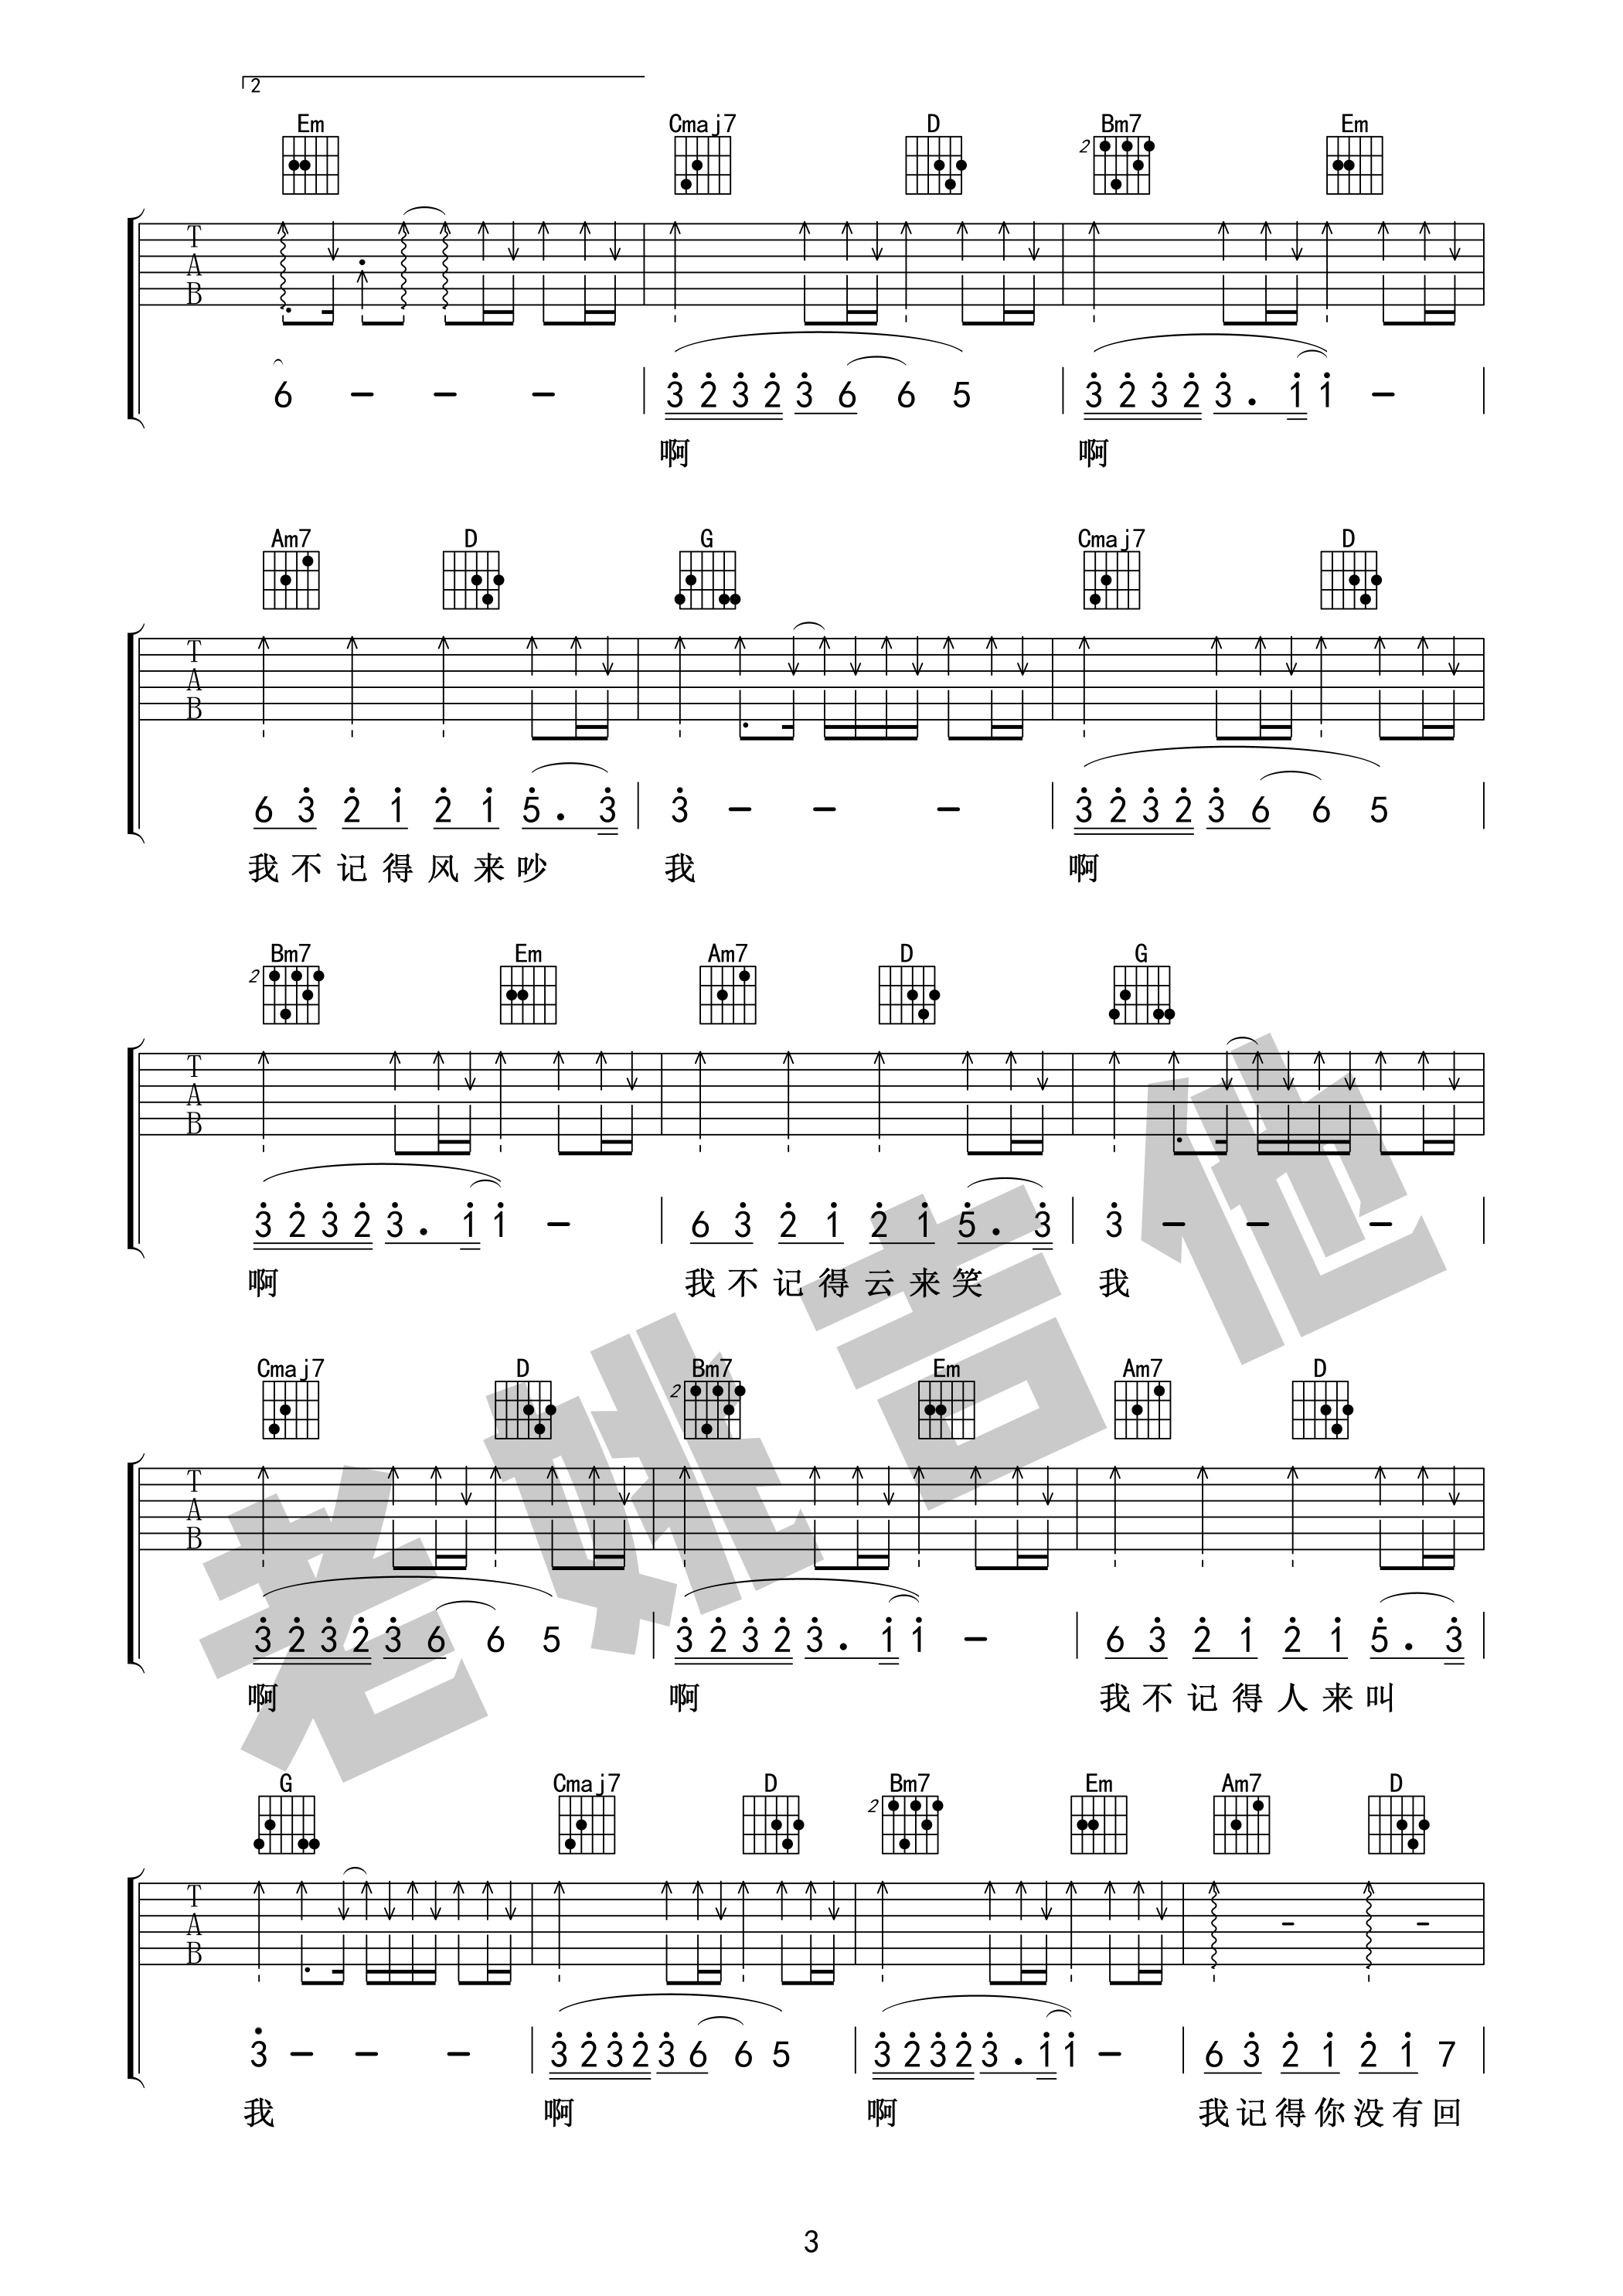 2
Em Cmaj7 D Bm7 Em
2
T
A
B
6 - - - 3 2 3 2 3 6 6 5 3 2 3 2 3. 1 1 -
啊 啊
Am7 D G Cmaj7 D
T
A
B
6 3 2 1 2 1 5. 3 3 - - - 3 2 3 2 3 6 6 5
我不记得风来吵 我 啊
Bm7 Em Am7 D G
2
T
A
B
3 2 3 2 3. 1 1 - 6 3 2 1 2 1 5. 3 3 - - -
啊 我不记得云来笑 我
Cmaj7 D Bm7 Em Am7 D
2
T
A
B
3 2 3 2 3 6 6 5 3 2 3 2 3. 1 1 - 6 3 2 1 2 1 5. 3
啊 啊 我不记得人来叫
G Cmaj7 D Bm7 Em Am7 D
2
T
A
B
3 - - - 3 2 3 2 3 6 6 5 3 2 3 2 3. 1 1 - 6 3 2 1 2 1 7
我 啊 啊 我记得你没有回
老姚吉他
3